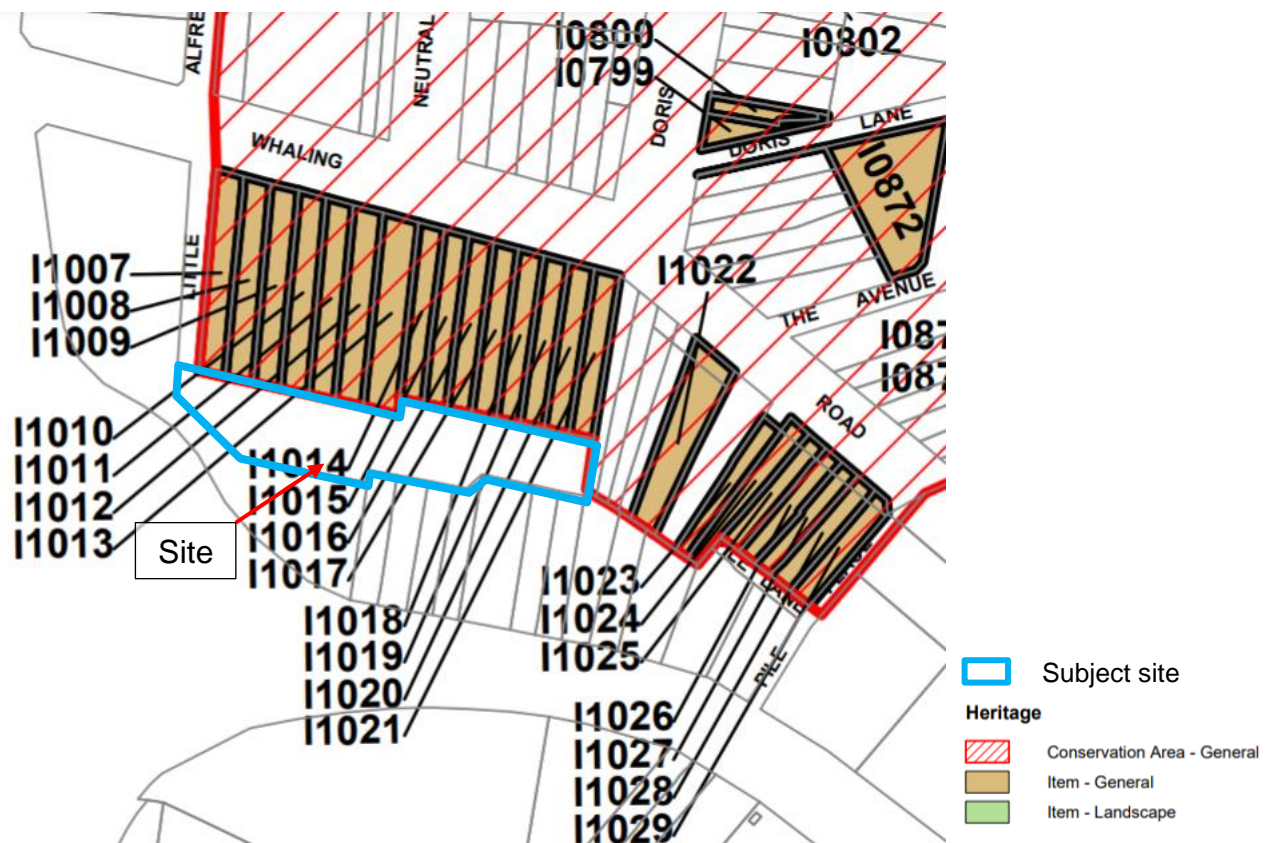 ALFRE
NEUTRAL
I0800
I0799
I0802
DORIS
LANE
DORIS
WHALING
I0872
I1022
THE AVENUE
LITTLE
I1007
I1008
I1009
I087
I087
ROAD
I1010
I1011
I1012
I1013
I1014
I1015
I1016
I1017
Site
I1018
I1019
I1020
I1021
I1023
I1024
I1025
LANE
PILE
I1026
I1027
I1028
I1029
Subject site
Heritage
Conservation Area - General
Item - General
Item - Landscape